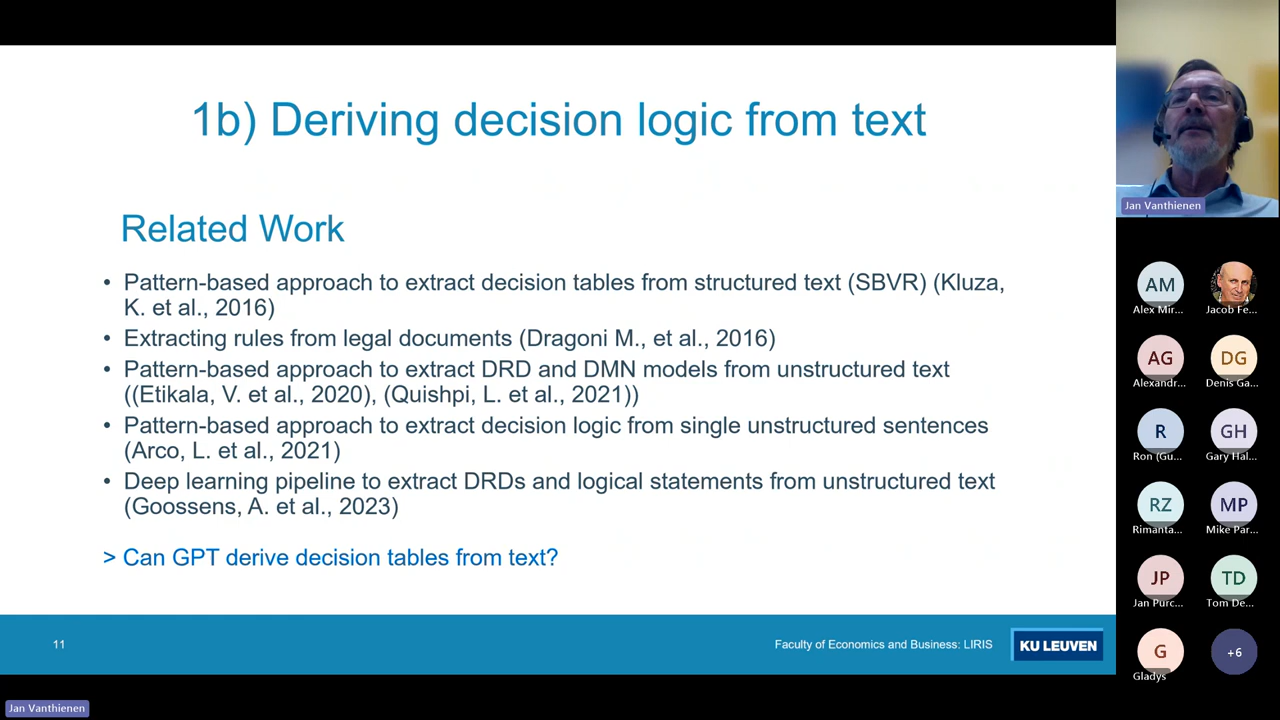 1b) Deriving decision logic from text
Related Work
• Pattern-based approach to extract decision tables from structured text (SBVR) (Kluza,
K. et al., 2016)
• Extracting rules from legal documents (Dragoni M., et al., 2016)
• Pattern-based approach to extract DRD and DMN models from unstructured text
((Etikala, V. et al., 2020), (Quishpi, L. et al., 2021))
• Pattern-based approach to extract decision logic from single unstructured sentences
(Arco, L. et al., 2021)
• Deep learning pipeline to extract DRDs and logical statements from unstructured text
(Goossens, A. et al., 2023)
> Can GPT derive decision tables from text?
11
Faculty of Economics and Business: LIRIS
KU LEUVEN
Jan Vanthienen
Jan Vanthienen
AM
Alex Mir...
Jacob Fe...
AG
Alexandr...
DG
Denis Ga...
R
Ron (Gu...
GH
Gary Hal...
RZ
Rimanta...
MP
Mike Par...
JP
Jan Purc...
TD
Tom De...
G
Gladys
+6